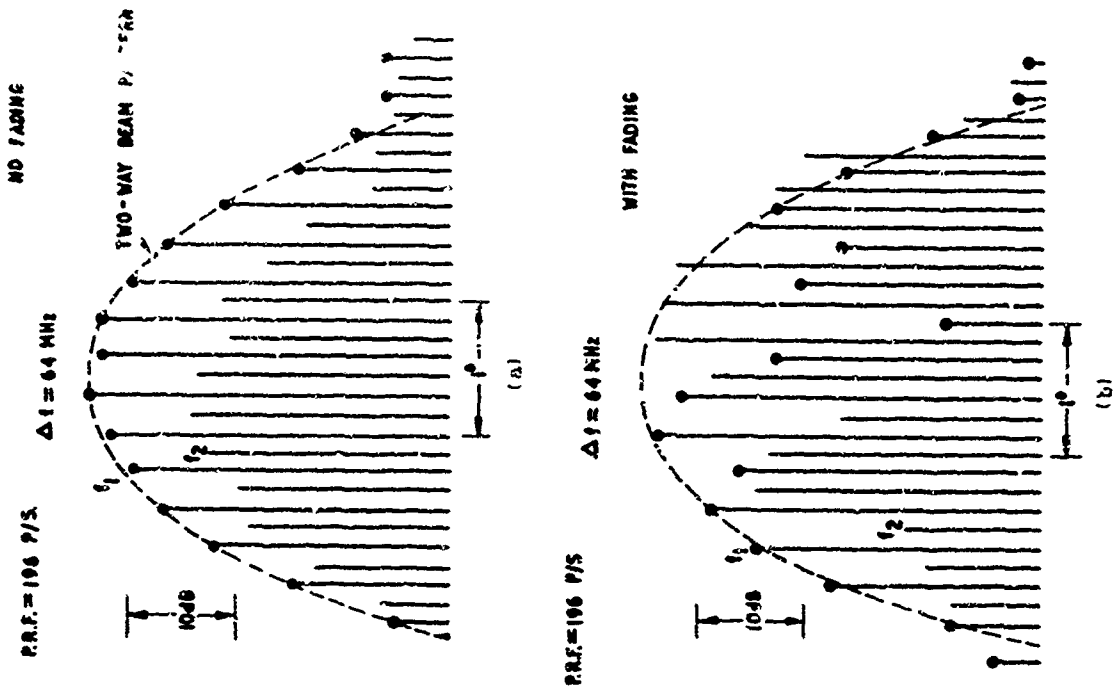 P.R.F.=196 P/S.
Δf=64 MHz
NO FADING
TWO-WAY BEAM
10dB
f1
f2
1°
(a)
P.R.F.=196 P/S
Δf=64 MHz
WITH FADING
10dB
f1
f2
1°
(b)